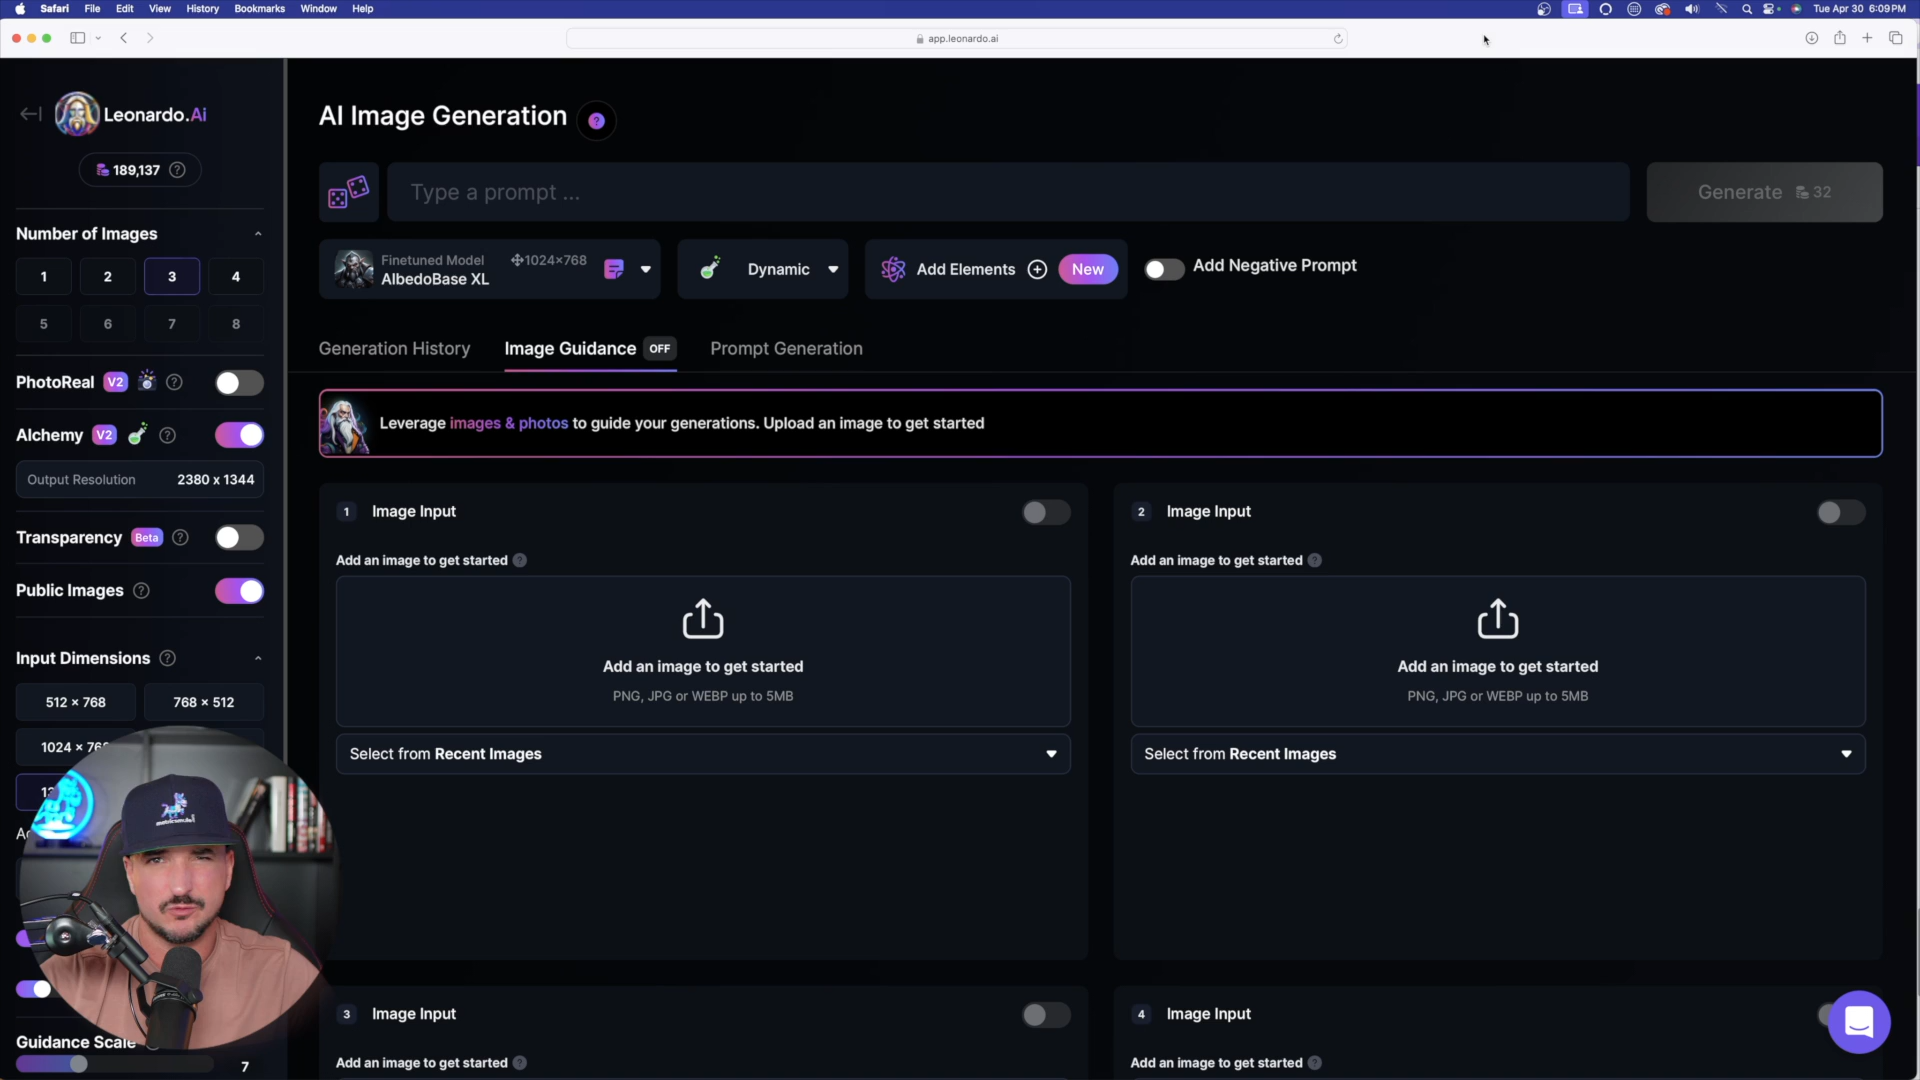 Safari File Edit View History Bookmarks Window Help
Tue Apr 30 6:09 PM
app.leonardo.ai
Leonardo.Ai
189,137
Number of Images
1 2 3 4
5 6 7 8
PhotoReal V2
Alchemy V2
Output Resolution 2380 x 1344
Transparency Beta
Public Images
Input Dimensions
512 × 768 768 × 512
1024 × 768
Guidance Scale
7
AI Image Generation
Type a prompt ...
Generate 32
Finetuned Model 1024×768
AlbedoBase XL
Dynamic
Add Elements New
Add Negative Prompt
Generation History Image Guidance OFF Prompt Generation
Leverage images & photos to guide your generations. Upload an image to get started
1 Image Input
Add an image to get started
Add an image to get started
PNG, JPG or WEBP up to 5MB
Select from Recent Images
2 Image Input
Add an image to get started
Add an image to get started
PNG, JPG or WEBP up to 5MB
Select from Recent Images
3 Image Input
Add an image to get started
4 Image Input
Add an image to get started